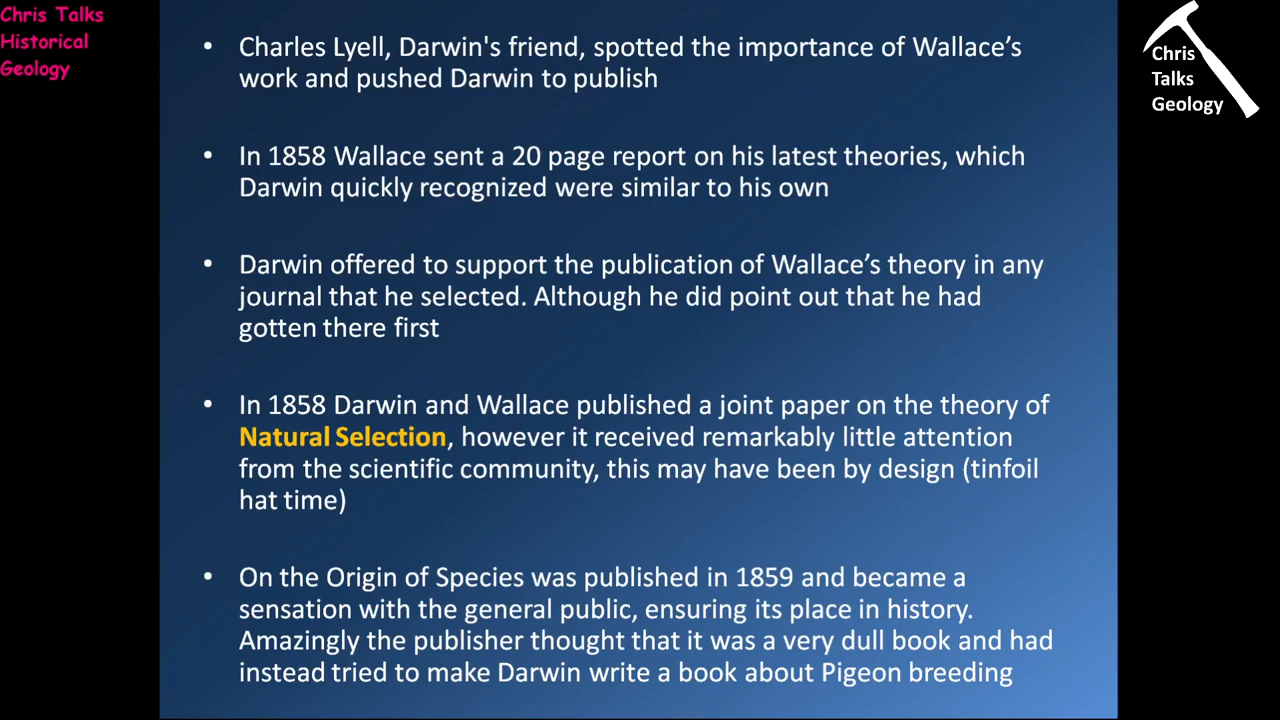 Chris Talks
Historical
Geology
Chris
Talks
Geology
• Charles Lyell, Darwin's friend, spotted the importance of Wallace’s
work and pushed Darwin to publish
• In 1858 Wallace sent a 20 page report on his latest theories, which
Darwin quickly recognized were similar to his own
• Darwin offered to support the publication of Wallace’s theory in any
journal that he selected. Although he did point out that he had
gotten there first
• In 1858 Darwin and Wallace published a joint paper on the theory of
Natural Selection, however it received remarkably little attention
from the scientific community, this may have been by design (tinfoil
hat time)
• On the Origin of Species was published in 1859 and became a
sensation with the general public, ensuring its place in history.
Amazingly the publisher thought that it was a very dull book and had
instead tried to make Darwin write a book about Pigeon breeding